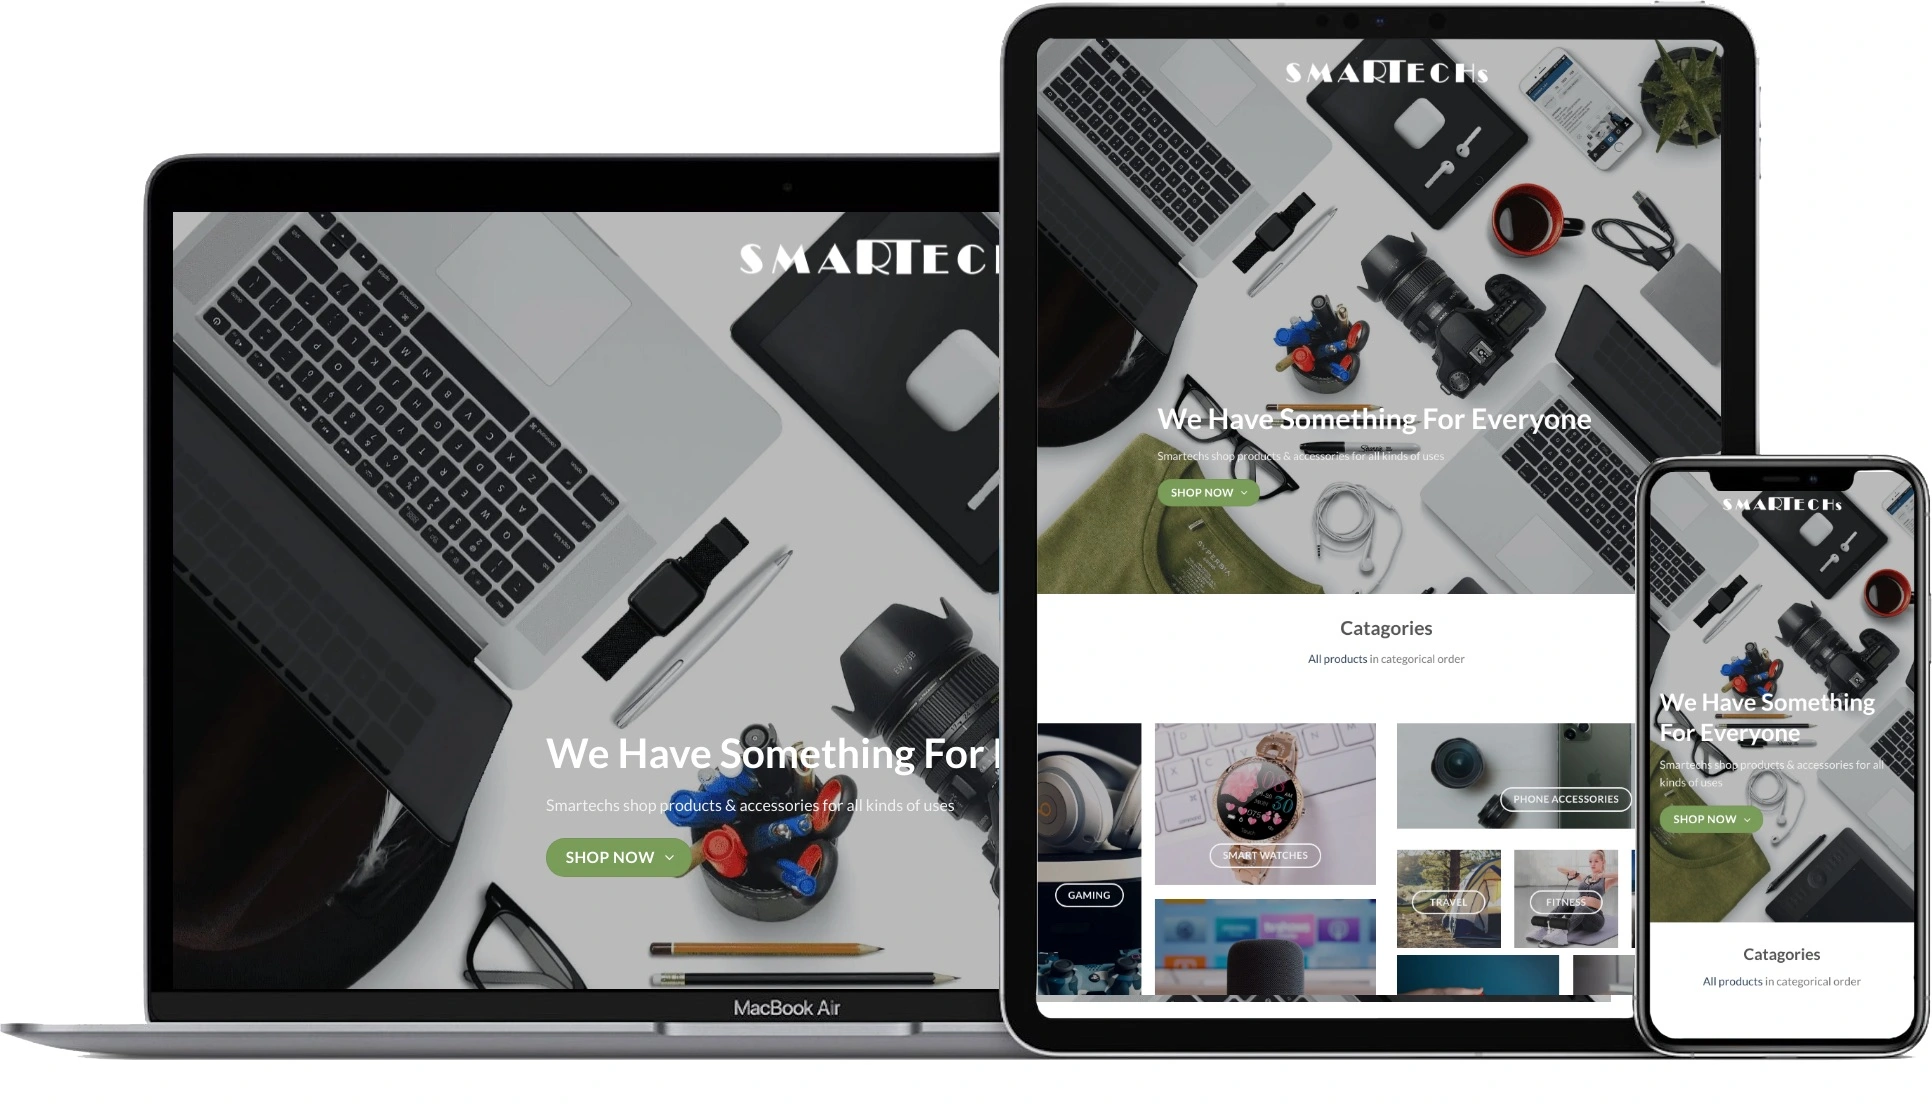 SMARTECH
We Have Something For
Smartechs shop products & accessories for all kinds of uses
SHOP NOW
MacBook Air
SMARTECHs
We Have Something For Everyone
Smartechs shop products & accessories for all kinds of uses
SHOP NOW
Catagories
All products in categorical order
GAMING
SMART WATCHES
PHONE ACCESSORIES
TRAVEL
FITNESS
SMARTECHs
We Have Something
For Everyone
Smartechs shop products & accessories for all
kinds of uses
SHOP NOW
Catagories
All products in categorical order